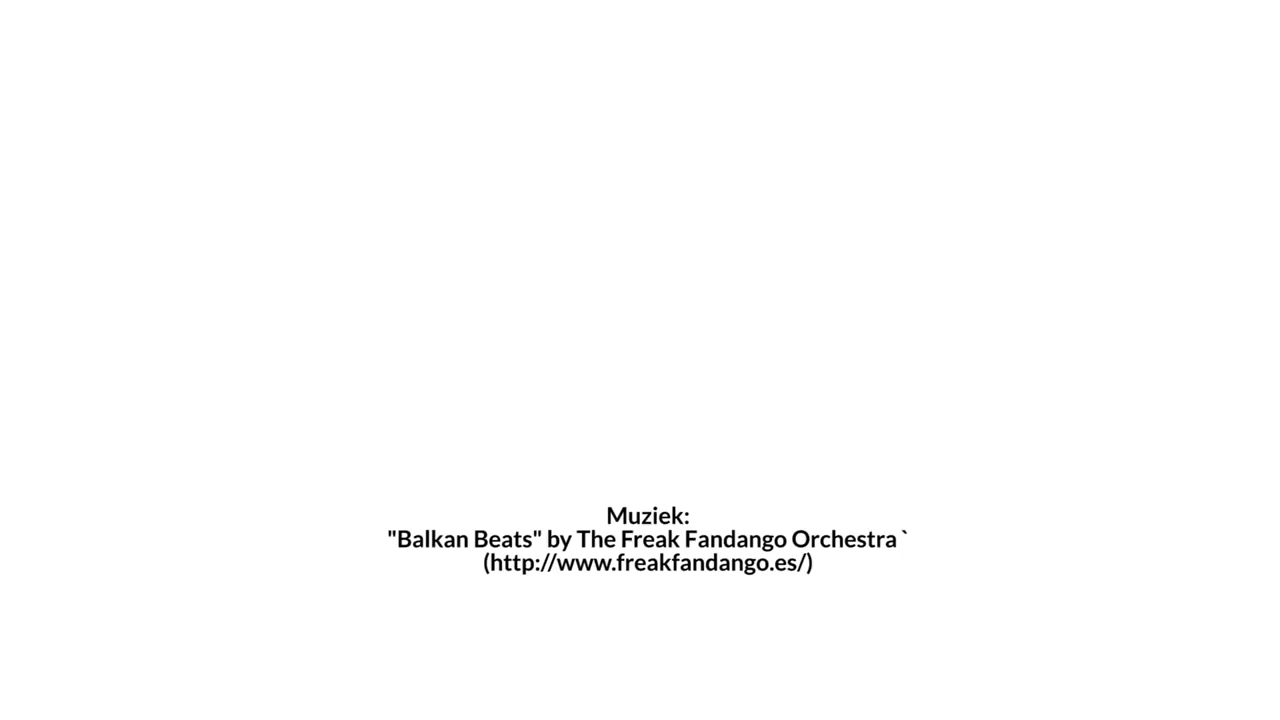 Muziek:
"Balkan Beats" by The Freak Fandango Orchestra `
(http://www.freakfandango.es/)